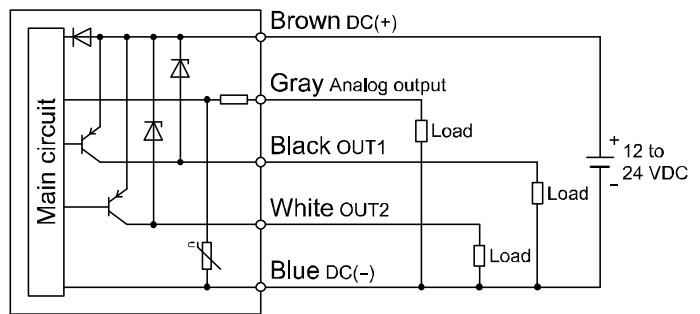 Brown DC(+)
Gray Analog output
Load
Main circuit
Black OUT1
+
12 to
24 VDC
−
Load
White OUT2
Load
Blue DC(−)